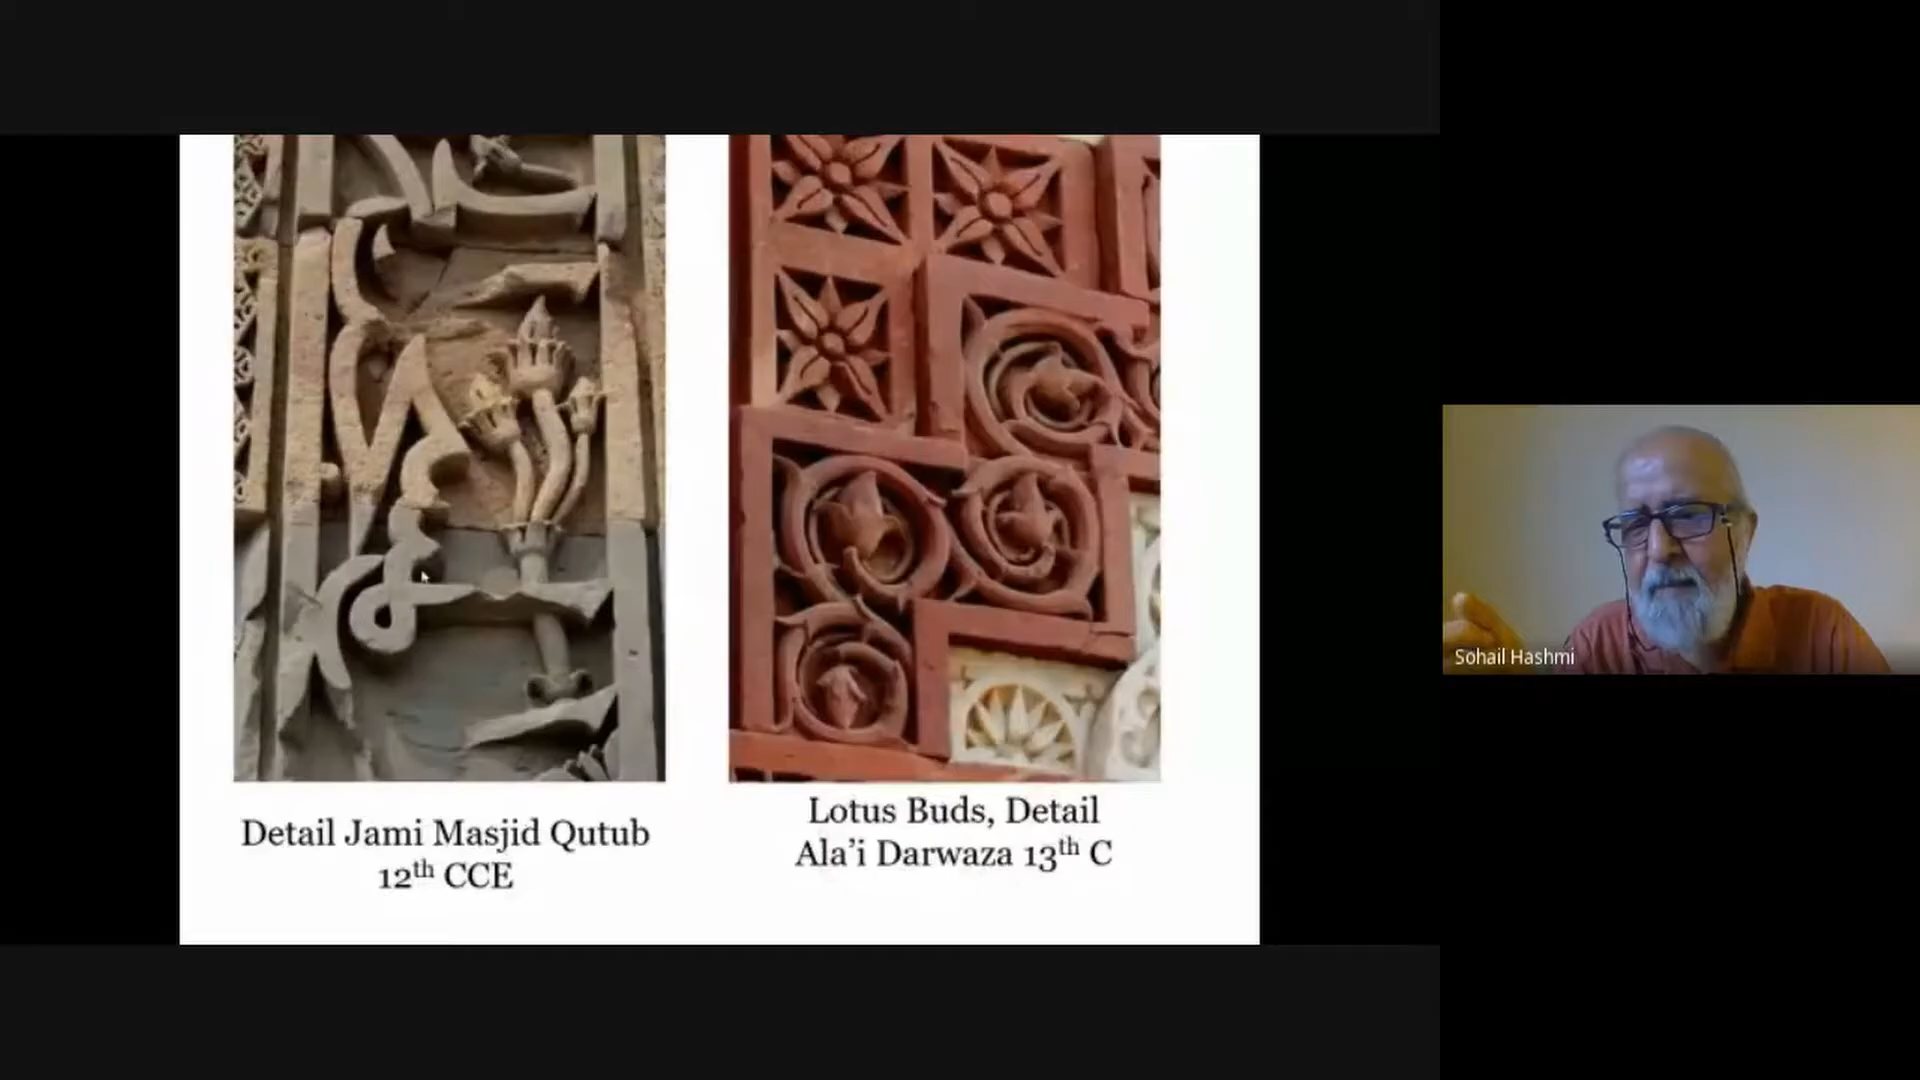 Detail Jami Masjid Qutub
12th CCE
Lotus Buds, Detail
Ala’i Darwaza 13th C
Sohail Hashmi